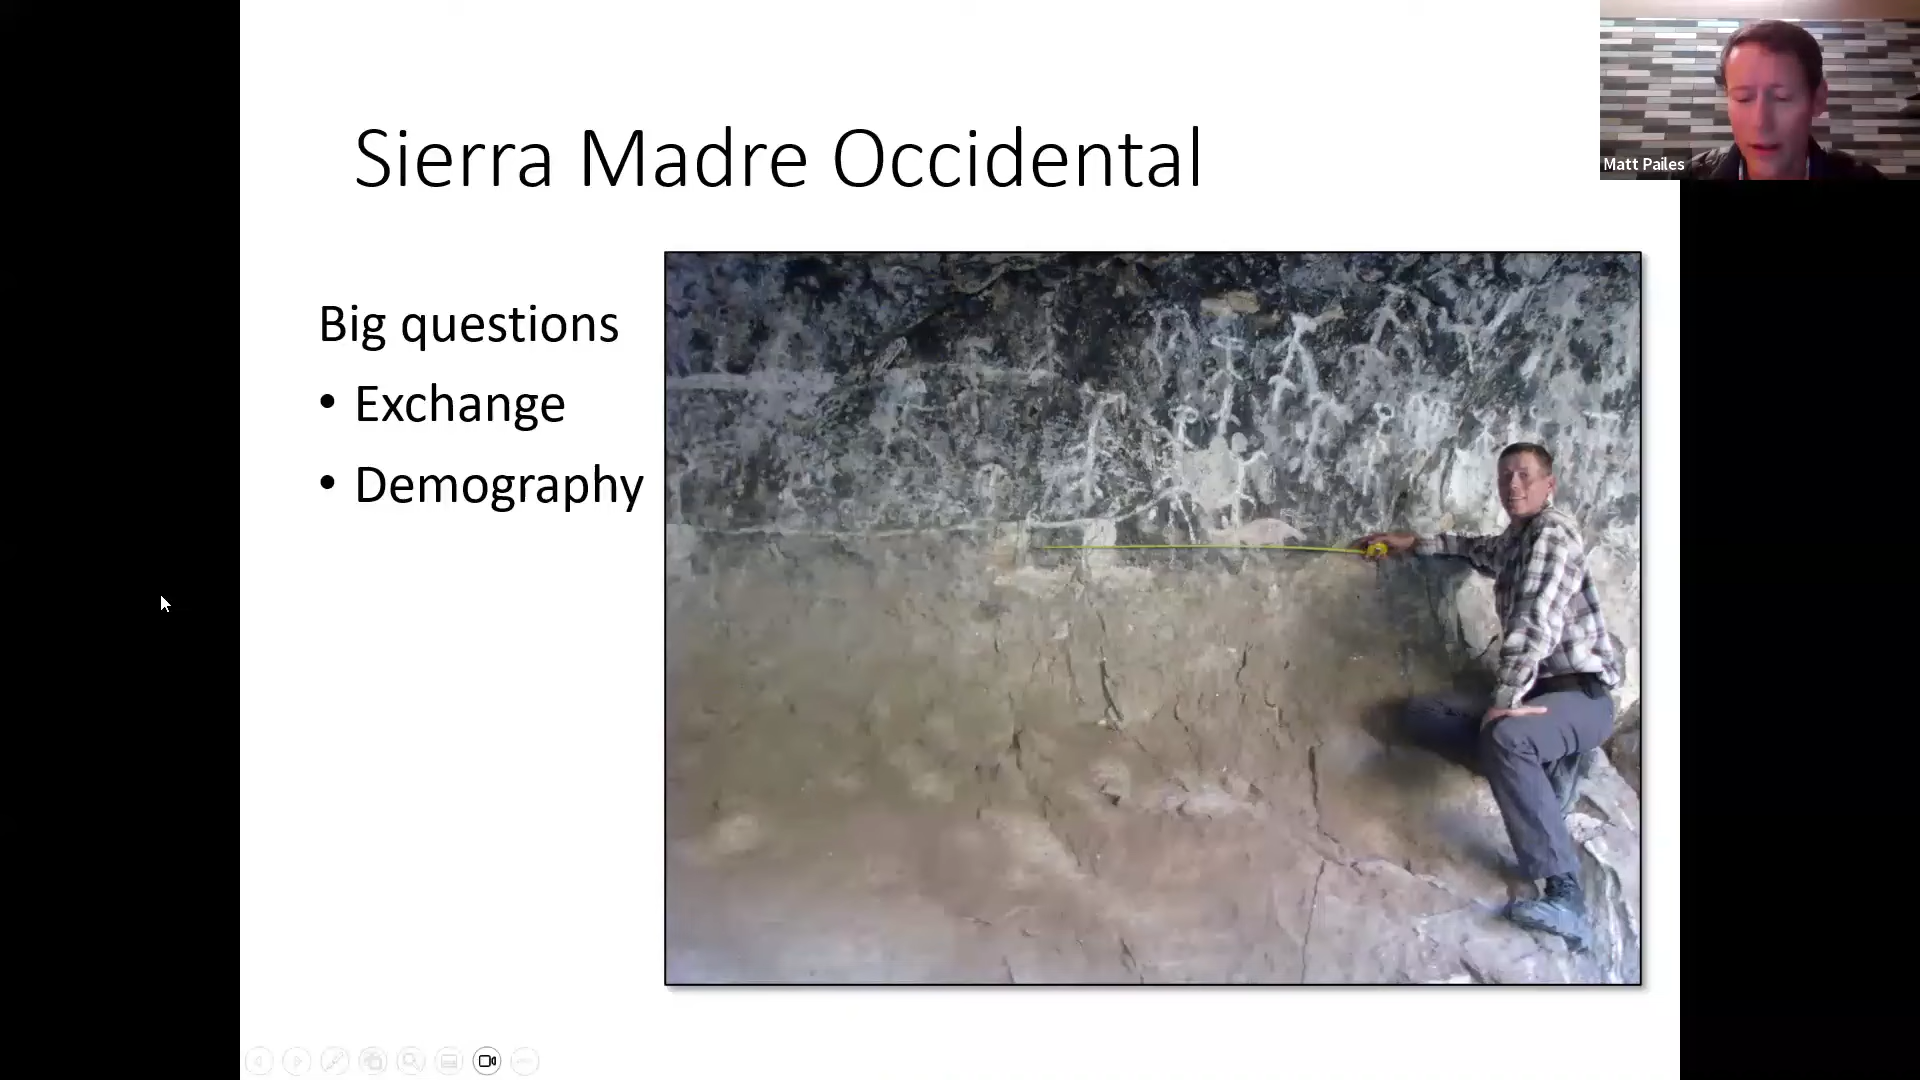 Sierra Madre Occidental
Big questions
• Exchange
• Demography
Matt Pailes